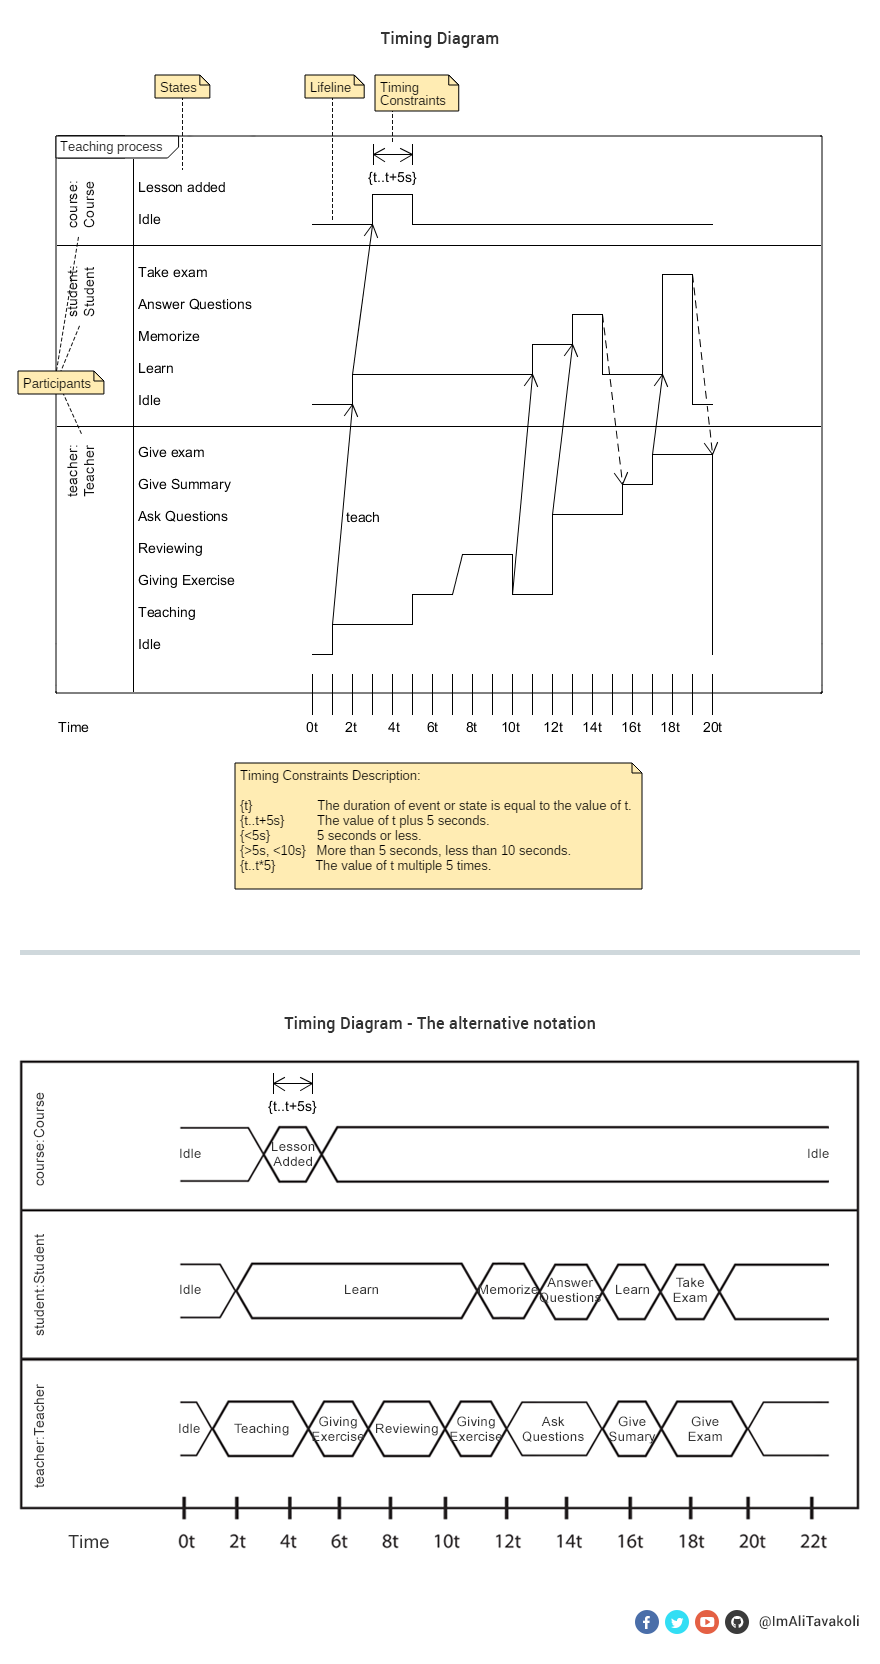 Timing Diagram
States
Lifeline
Timing
Constraints
Teaching process
{t..t+5s}
course:
Course
Lesson added
Idle
student:
Student
Take exam
Answer Questions
Memorize
Learn
Idle
Participants
teacher:
Teacher
Give exam
Give Summary
Ask Questions
teach
Reviewing
Giving Exercise
Teaching
Idle
Time 0t 2t 4t 6t 8t 10t 12t 14t 16t 18t 20t
Timing Constraints Description:
{t} The duration of event or state is equal to the value of t.
{t..t+5s} The value of t plus 5 seconds.
{<5s} 5 seconds or less.
{>5s, <10s} More than 5 seconds, less than 10 seconds.
{t..t*5} The value of t multiple 5 times.
Timing Diagram - The alternative notation
{t..t+5s}
course:Course
Idle
Lesson
Added
Idle
student:Student
Idle
Learn
Memorize
Answer
Questions
Learn
Take
Exam
teacher:Teacher
Idle
Teaching
Giving
Exercise
Reviewing
Giving
Exercise
Ask
Questions
Give
Sumary
Give
Exam
Time 0t 2t 4t 6t 8t 10t 12t 14t 16t 18t 20t 22t
@ImAliTavakoli